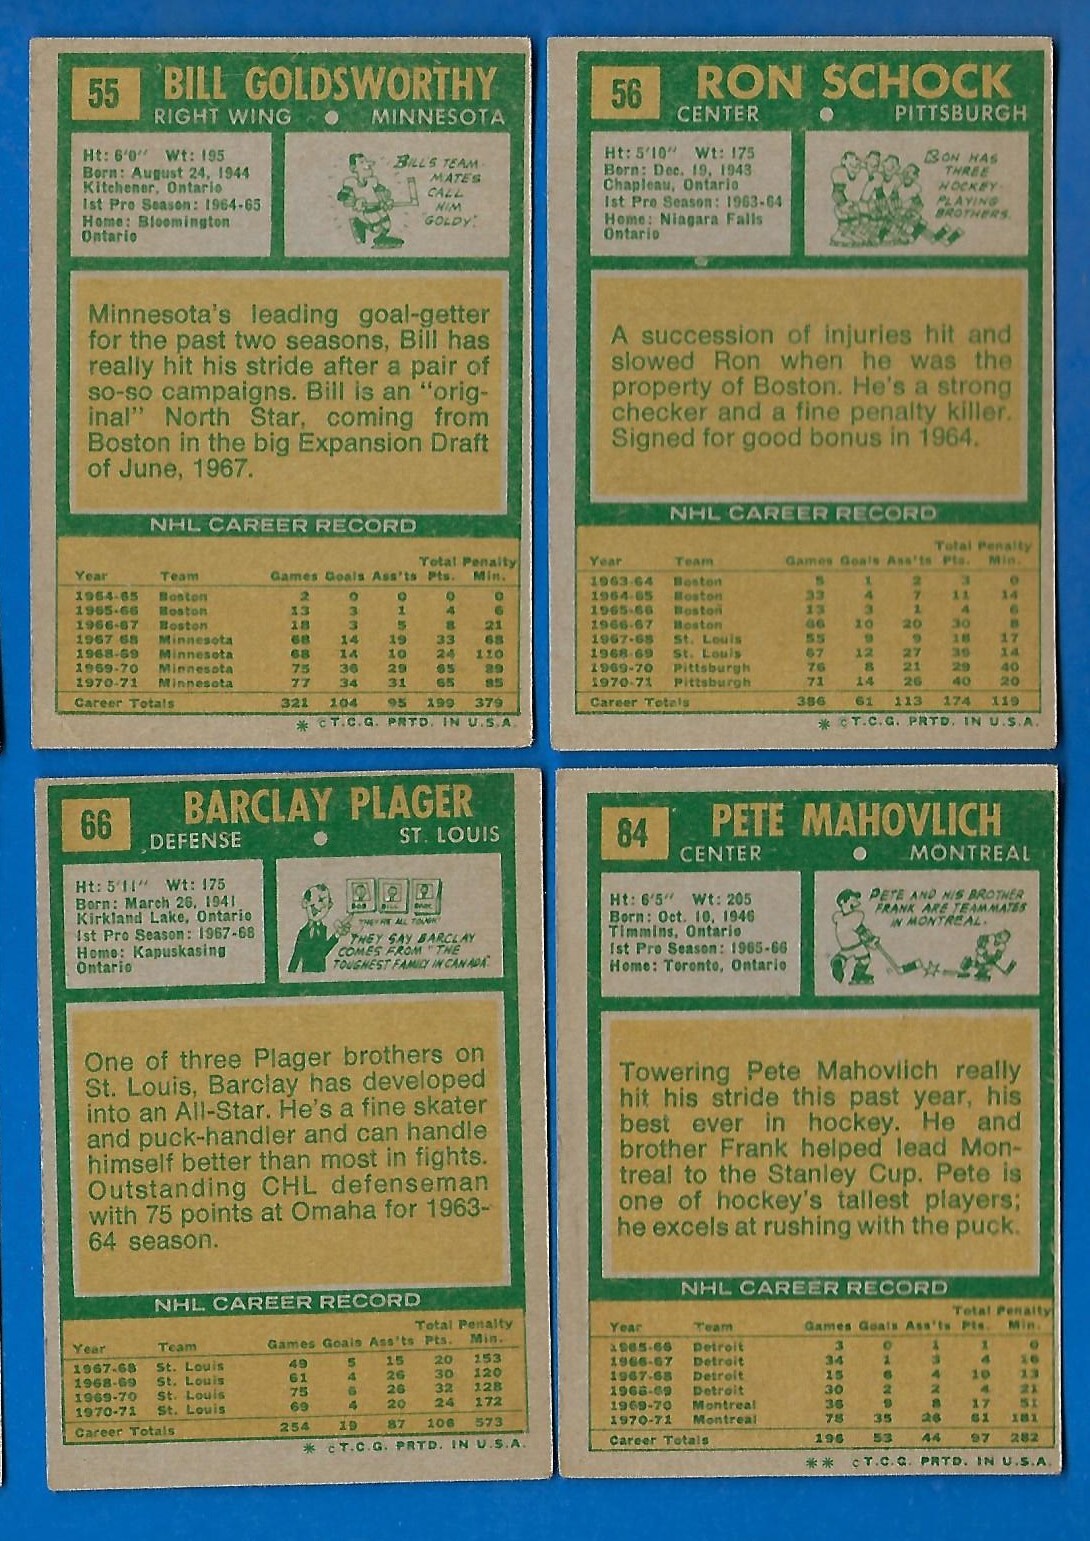 55
BILL GOLDSWORTHY
RIGHT WING ● MINNESOTA
Ht: 6'0" Wt: 195
Born: August 24, 1944
Kitchener, Ontario
1st Pro Season: 1964-65
Home: Bloomington
Ontario
BILL'S TEAM-
MATES
CALL
HIM
"GOLDY".
Minnesota's leading goal-getter
for the past two seasons, Bill has
really hit his stride after a pair of
so-so campaigns. Bill is an "orig-
inal" North Star, coming from
Boston in the big Expansion Draft
of June, 1967.
NHL CAREER RECORD
Total Penalty
Year Team Games Goals Ass'ts Pts. Min.
1964-65 Boston 2 0 0 0 0
1965-66 Boston 13 3 1 4 6
1966-67 Boston 18 3 5 8 21
1967-68 Minnesota 68 14 19 33 68
1968-69 Minnesota 68 14 10 24 110
1969-70 Minnesota 75 36 29 65 89
1970-71 Minnesota 77 34 31 65 85
Career Totals 321 104 95 199 379
* ©T.C.G. PRTD. IN U.S.A.
56
RON SCHOCK
CENTER ● PITTSBURGH
Ht: 5'10" Wt: 175
Born: Dec. 19, 1943
Chapleau, Ontario
1st Pro Season: 1963-64
Home: Niagara Falls
Ontario
RON HAS
THREE
HOCKEY-
PLAYING
BROTHERS.
A succession of injuries hit and
slowed Ron when he was the
property of Boston. He's a strong
checker and a fine penalty killer.
Signed for good bonus in 1964.
NHL CAREER RECORD
Total Penalty
Year Team Games Goals Ass'ts Pts. Min.
1963-64 Boston 5 1 2 3 0
1964-65 Boston 33 4 7 11 14
1965-66 Boston 13 3 1 4 6
1966-67 Boston 66 10 20 30 8
1967-68 St. Louis 55 9 9 18 17
1968-69 St. Louis 67 12 27 39 14
1969-70 Pittsburgh 76 8 21 29 40
1970-71 Pittsburgh 71 14 26 40 20
Career Totals 386 61 113 174 119
* ©T.C.G. PRTD. IN U.S.A.
66
BARCLAY PLAGER
DEFENSE ● ST. LOUIS
Ht: 5'11" Wt: 175
Born: March 26, 1941
Kirkland Lake, Ontario
1st Pro Season: 1967-68
Home: Kapuskasing
Ontario
BOB BILL BARC
THEY'RE ALL TOUGH!
THEY SAY BARCLAY
COMES FROM "THE
TOUGHEST FAMILY IN CANADA"
One of three Plager brothers on
St. Louis, Barclay has developed
into an All-Star. He's a fine skater
and puck-handler and can handle
himself better than most in fights.
Outstanding CHL defenseman
with 75 points at Omaha for 1963-
64 season.
NHL CAREER RECORD
Total Penalty
Year Team Games Goals Ass'ts Pts. Min.
1967-68 St. Louis 49 5 15 20 153
1968-69 St. Louis 61 4 26 30 120
1969-70 St. Louis 75 6 26 32 128
1970-71 St. Louis 69 4 20 24 172
Career Totals 254 19 87 106 573
* ©T.C.G. PRTD. IN U.S.A.
84
PETE MAHOVLICH
CENTER ● MONTREAL
Ht: 6'5" Wt: 205
Born: Oct. 10, 1946
Timmins, Ontario
1st Pro Season: 1965-66
Home: Toronto, Ontario
PETE AND HIS BROTHER
FRANK ARE TEAMMATES
IN MONTREAL.
Towering Pete Mahovlich really
hit his stride this past year, his
best ever in hockey. He and
brother Frank helped lead Mon-
treal to the Stanley Cup. Pete is
one of hockey's tallest players;
he excels at rushing with the puck.
NHL CAREER RECORD
Total Penalty
Year Team Games Goals Ass'ts Pts. Min.
1965-66 Detroit 3 0 1 1 0
1966-67 Detroit 34 1 3 4 16
1967-68 Detroit 15 6 4 10 13
1968-69 Detroit 30 2 2 4 21
1969-70 Montreal 36 9 8 17 51
1970-71 Montreal 78 35 26 61 181
Career Totals 196 53 44 97 282
** ©T.C.G. PRTD. IN U.S.A.